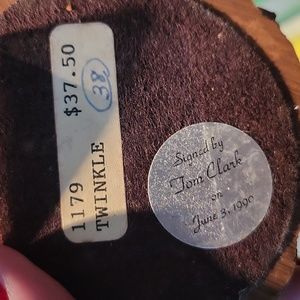 1179 $37.50
TWINKLE
38
Signed by
Tom Clark
on
June 3, 1990